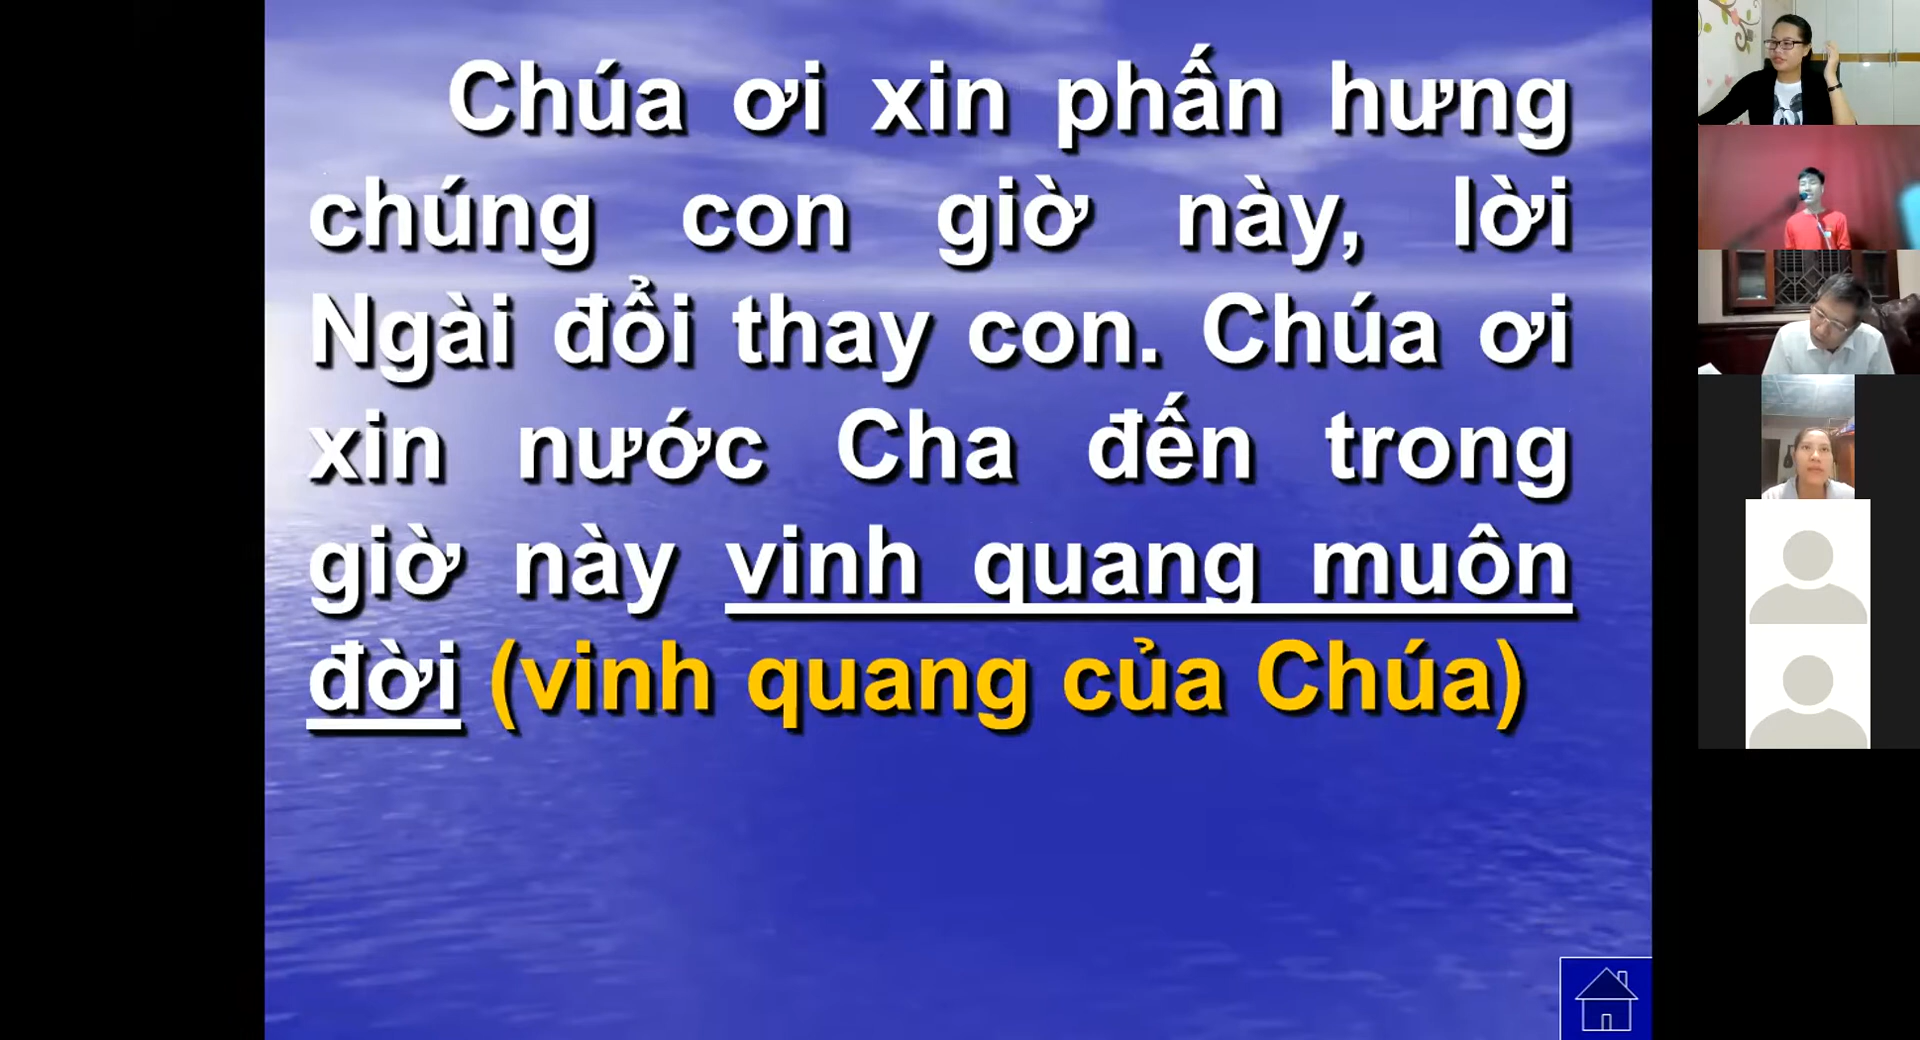 Chúa ơi xin phấn hưng
chúng con giờ này, lời
Ngài đổi thay con. Chúa ơi
xin nước Cha đến trong
giờ này vinh quang muôn
đời (vinh quang của Chúa)